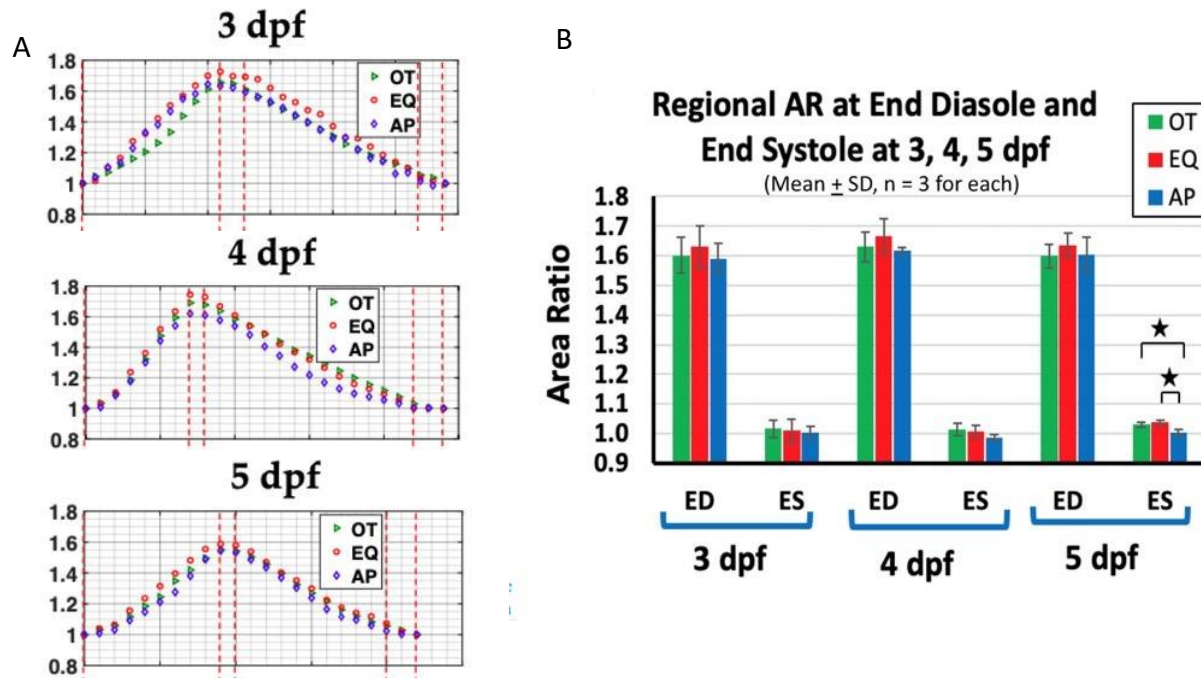 A
3 dpf
1.8
1.6
1.4
1.2
1
0.8
OT
EQ
AP
4 dpf
1.8
1.6
1.4
1.2
1
0.8
OT
EQ
AP
5 dpf
1.8
1.6
1.4
1.2
1
0.8
OT
EQ
AP
B
Regional AR at End Diasole and
End Systole at 3, 4, 5 dpf
(Mean ± SD, n = 3 for each)
OT
EQ
AP
Area Ratio
1.8
1.7
1.6
1.5
1.4
1.3
1.2
1.1
1.0
0.9
ED ES ED ES ED ES
3 dpf 4 dpf 5 dpf